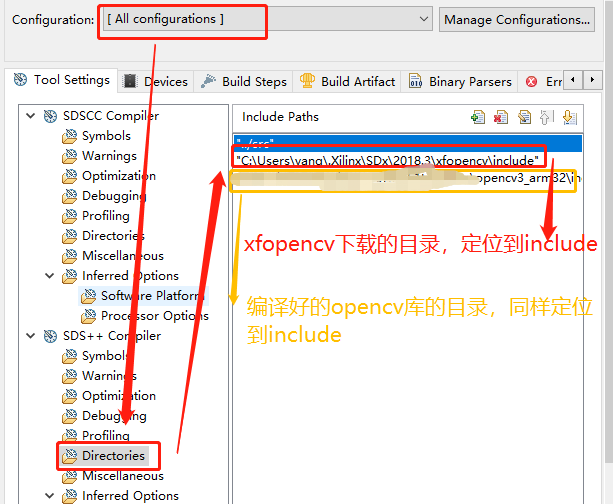 Configuration:
[ All configurations ]
Manage Configurations...
Tool Settings
Devices
Build Steps
Build Artifact
Binary Parsers
Err
SDSCC Compiler
Symbols
Warnings
Optimization
Debugging
Profiling
Directories
Miscellaneous
Inferred Options
Software Platform
Processor Options
SDS++ Compiler
Symbols
Warnings
Optimization
Debugging
Profiling
Directories
Miscellaneous
Inferred Options
Include Paths
"../src"
"C:\Users\yang\.Xilinx\SDx\2018.3\xfopencv\include"
\opencv3_arm32\inc
xfopencv下载的目录，定位到include
编译好的opencv库的目录，同样定位
到include